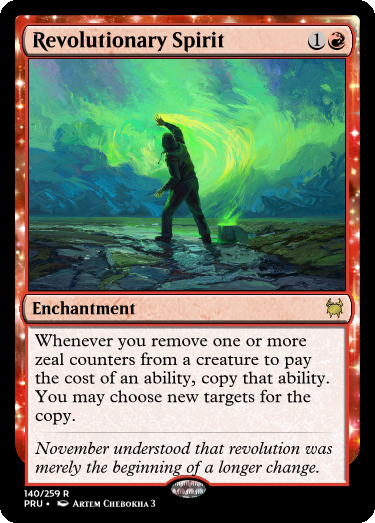 Revolutionary Spirit 1
Enchantment
Whenever you remove one or more
zeal counters from a creature to pay
the cost of an ability, copy that ability.
You may choose new targets for the
copy.
November understood that revolution was
merely the beginning of a longer change.
140/259 R
PRU • Artem Chebokha 3